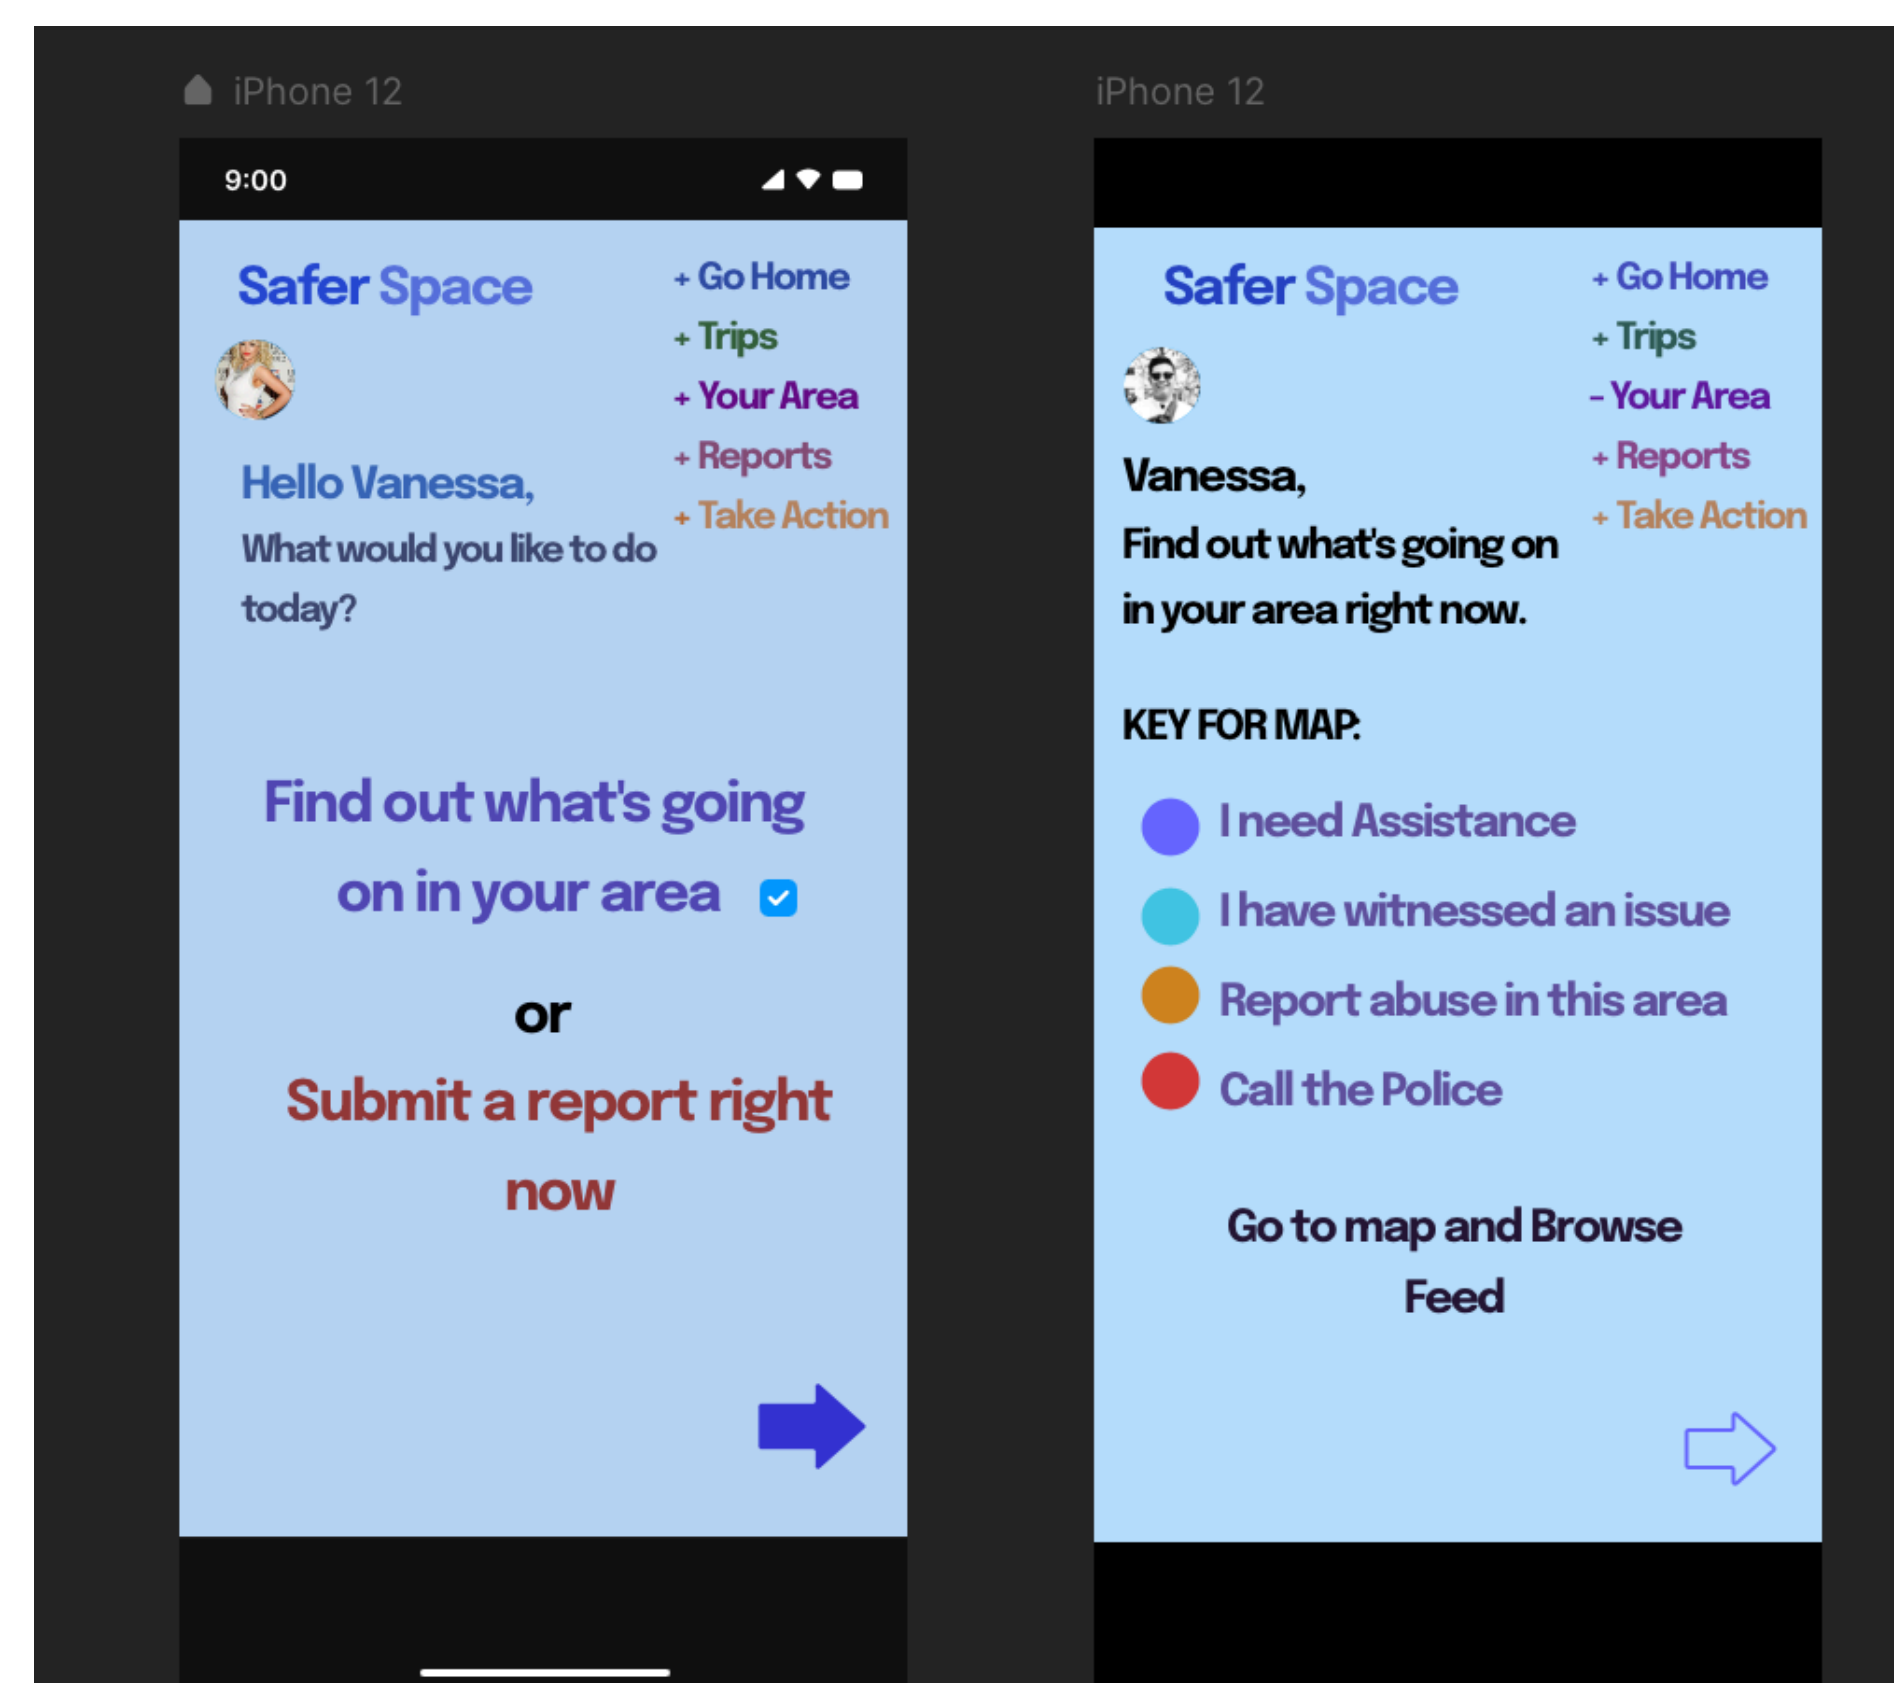 iPhone 12
9:00
Safer Space
+ Go Home
+ Trips
+ Your Area
+ Reports
+ Take Action
Hello Vanessa,
What would you like to do
today?
Find out what's going
on in your area
or
Submit a report right
now
iPhone 12
Safer Space
+ Go Home
+ Trips
- Your Area
+ Reports
+ Take Action
Vanessa,
Find out what's going on
in your area right now.
KEY FOR MAP:
I need Assistance
I have witnessed an issue
Report abuse in this area
Call the Police
Go to map and Browse
Feed